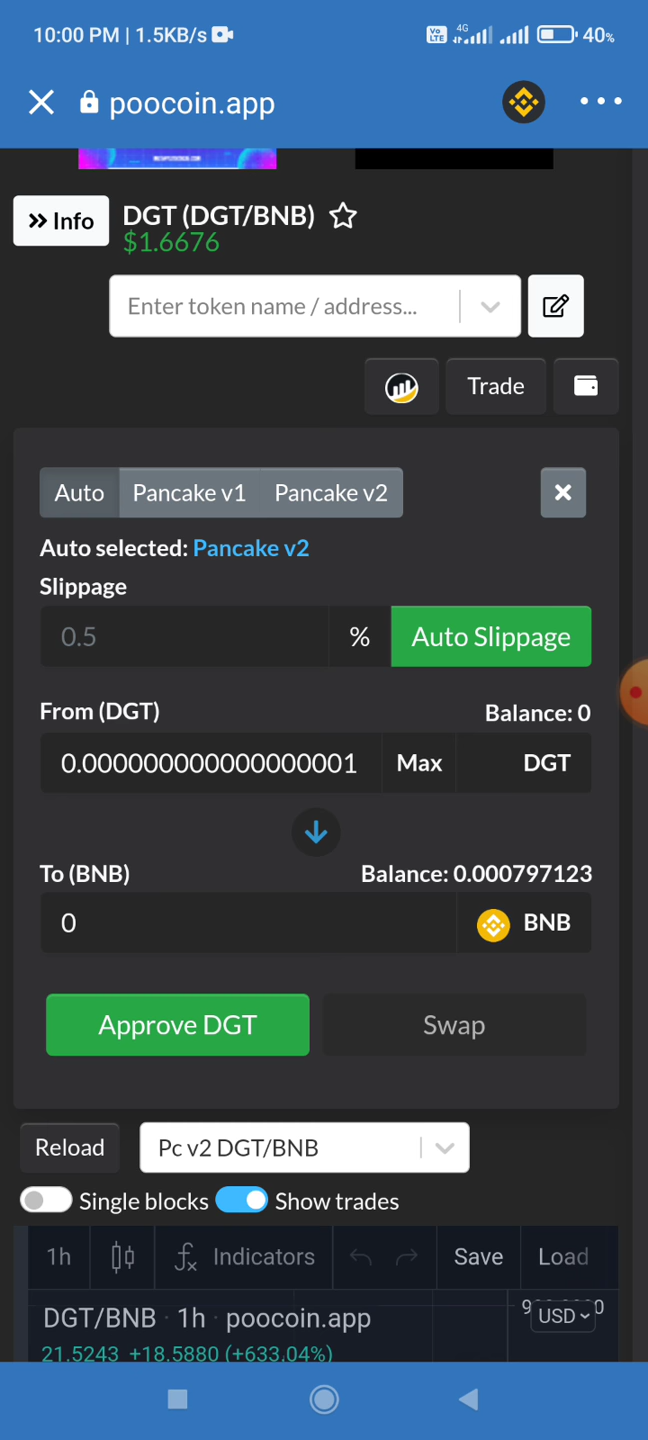 10:00 PM | 1.5KB/s
Vo LTE 4G 40%
poocoin.app
Info
DGT (DGT/BNB)
$1.6676
Enter token name / address...
Trade
Auto Pancake v1 Pancake v2
Auto selected: Pancake v2
Slippage
0.5 % Auto Slippage
From (DGT) Balance: 0
0.000000000000000001 Max DGT
To (BNB) Balance: 0.000797123
0 BNB
Approve DGT Swap
Reload Pc v2 DGT/BNB
Single blocks Show trades
1h Indicators Save Load
DGT/BNB · 1h · poocoin.app
USD
21.5243 +18.5880 (+633.04%)